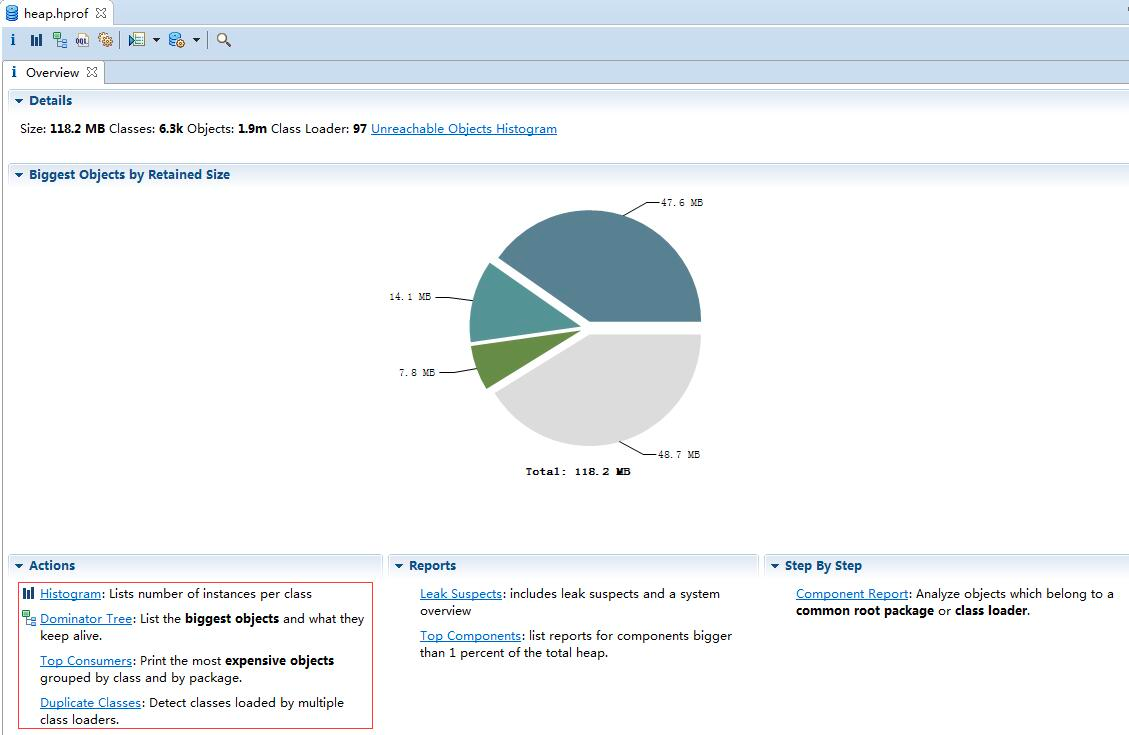 heap.hprof
i OQL
i Overview
Details
Size: 118.2 MB Classes: 6.3k Objects: 1.9m Class Loader: 97 Unreachable Objects Histogram
Biggest Objects by Retained Size
47.6 MB
14.1 MB
7.8 MB
48.7 MB
Total: 118.2 MB
Actions
Histogram: Lists number of instances per class
Dominator Tree: List the biggest objects and what they
keep alive.
Top Consumers: Print the most expensive objects
grouped by class and by package.
Duplicate Classes: Detect classes loaded by multiple
class loaders.
Reports
Leak Suspects: includes leak suspects and a system
overview
Top Components: list reports for components bigger
than 1 percent of the total heap.
Step By Step
Component Report: Analyze objects which belong to a
common root package or class loader.